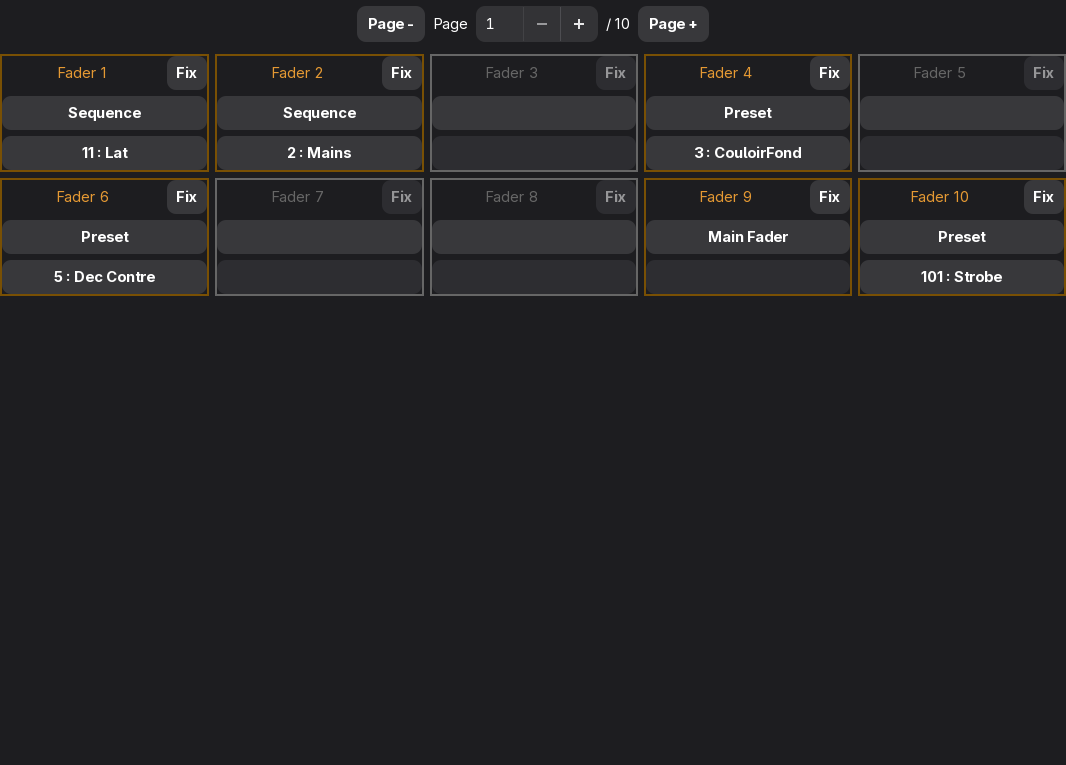 Page - Page 1 − + / 10 Page +
Fader 1 Fix Fader 2 Fix Fader 3 Fix Fader 4 Fix Fader 5 Fix
Sequence Sequence Preset
11 : Lat 2 : Mains 3 : CouloirFond
Fader 6 Fix Fader 7 Fix Fader 8 Fix Fader 9 Fix Fader 10 Fix
Preset Main Fader Preset
5 : Dec Contre 101 : Strobe